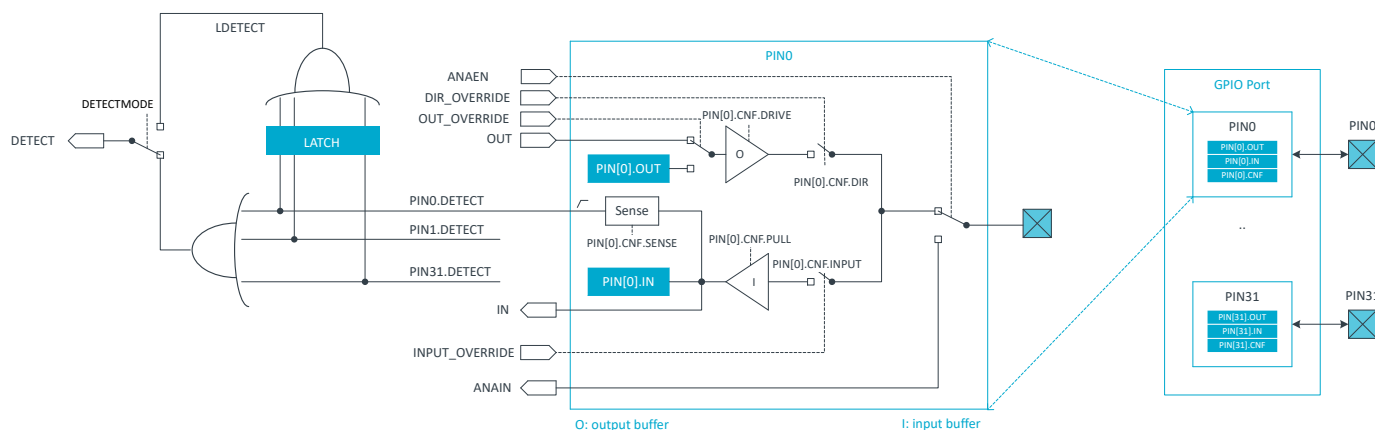 LDETECT
PIN0
ANAEN
GPIO Port
DIR_OVERRIDE
DETECTMODE
PIN[0].CNF.DRIVE
OUT_OVERRIDE
PIN0
PIN0
DETECT
OUT
LATCH
O
PIN[0].OUT
PIN[0].IN
PIN[0].CNF
PIN[0].OUT
PIN[0].CNF.DIR
PIN0.DETECT
Sense
PIN1.DETECT
PIN[0].CNF.SENSE
PIN[0].CNF.PULL
..
PIN[0].CNF.INPUT
PIN31.DETECT
PIN[0].IN
I
PIN31
PIN31
IN
PIN[31].OUT
PIN[31].IN
PIN[31].CNF
INPUT_OVERRIDE
ANAIN
O: output buffer
I: input buffer